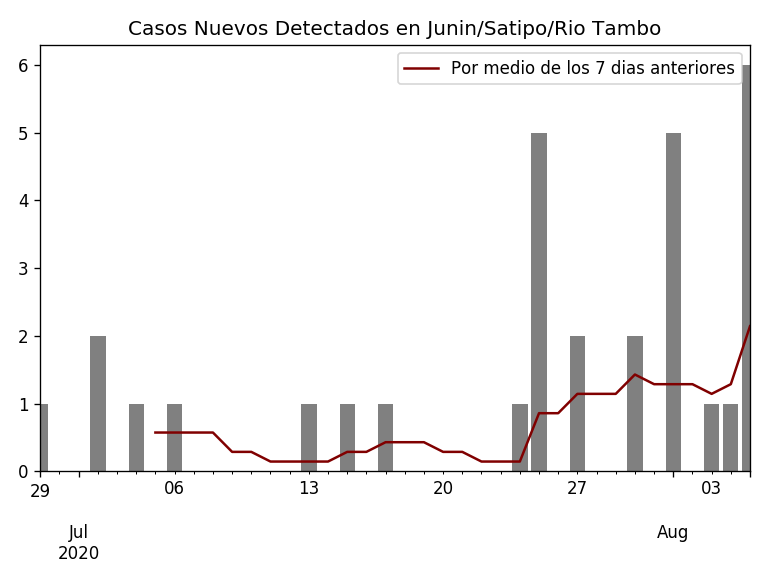 Casos Nuevos Detectados en Junin/Satipo/Rio Tambo
Por medio de los 7 dias anteriores
6
5
4
3
2
1
0
29 06 13 20 27 03
Jul Aug
2020